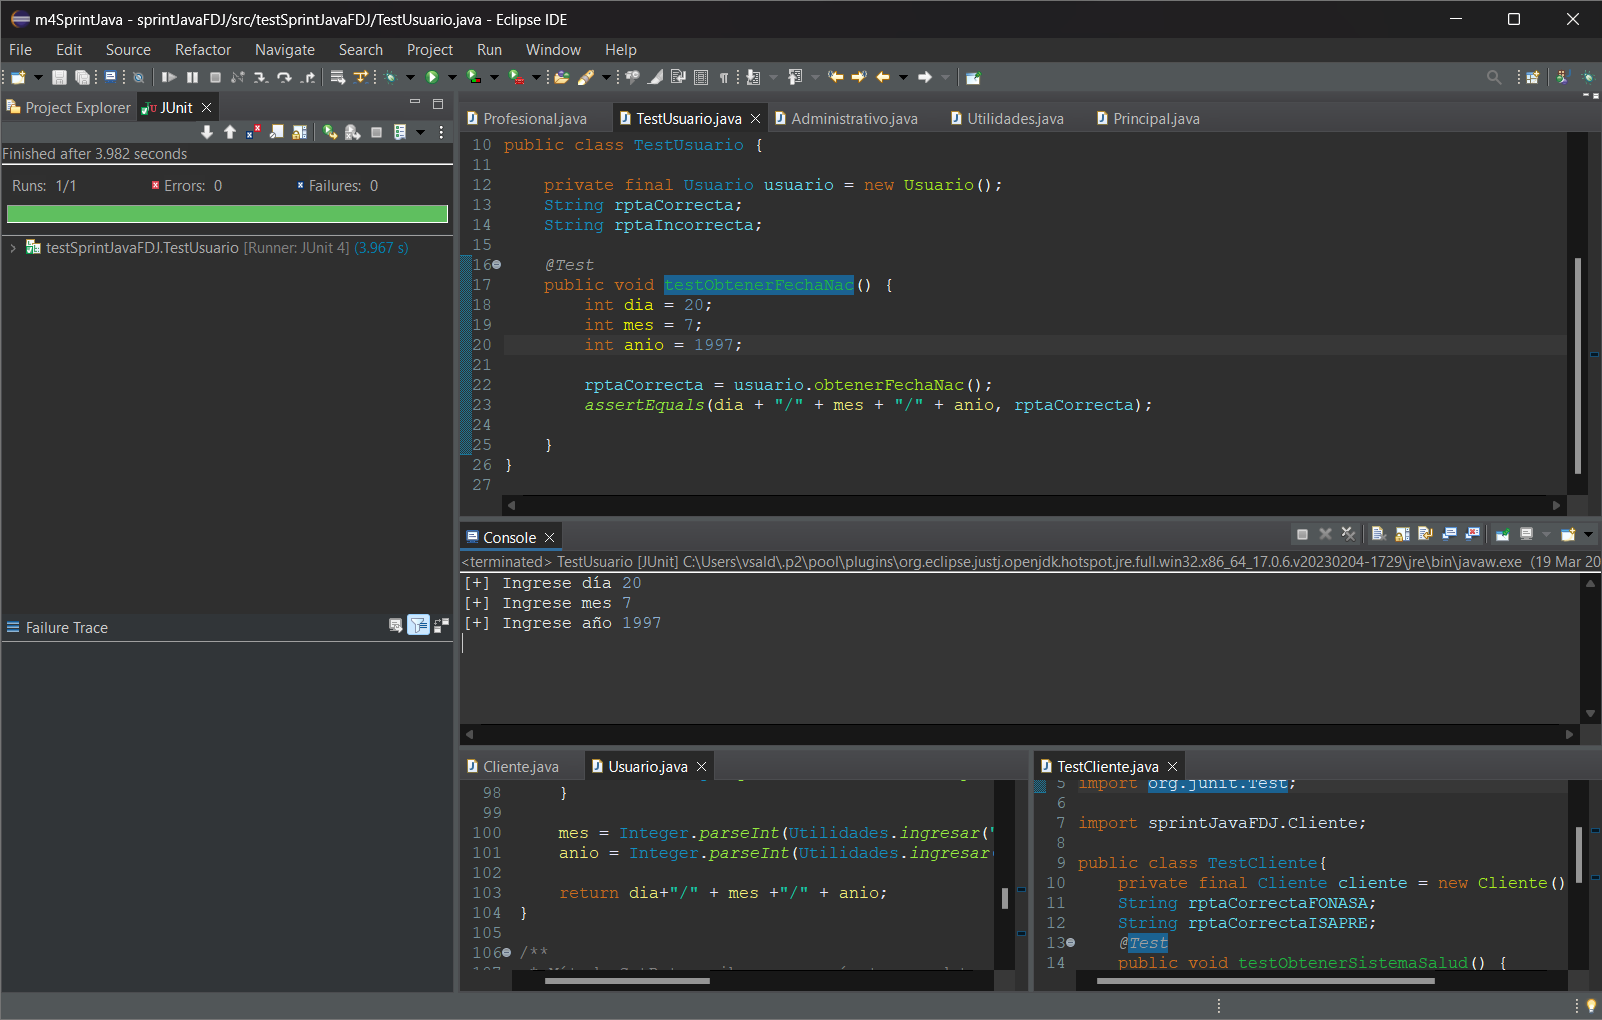 m4SprintJava - sprintJavaFDJ/src/testSprintJavaFDJ/TestUsuario.java - Eclipse IDE
File Edit Source Refactor Navigate Search Project Run Window Help
Project Explorer JUnit
Finished after 3.982 seconds
Runs: 1/1 Errors: 0 Failures: 0
testSprintJavaFDJ.TestUsuario [Runner: JUnit 4] (3.967 s)
Failure Trace
Profesional.java TestUsuario.java Administrativo.java Utilidades.java Principal.java
10 public class TestUsuario {
11
12 private final Usuario usuario = new Usuario();
13 String rptaCorrecta;
14 String rptaIncorrecta;
15
16 @Test
17 public void testObtenerFechaNac() {
18 int dia = 20;
19 int mes = 7;
20 int anio = 1997;
21
22 rptaCorrecta = usuario.obtenerFechaNac();
23 assertEquals(dia + "/" + mes + "/" + anio, rptaCorrecta);
24
25 }
26 }
27
Console
<terminated> TestUsuario [JUnit] C:\Users\vsald\.p2\pool\plugins\org.eclipse.justj.openjdk.hotspot.jre.full.win32.x86_64_17.0.6.v20230204-1729\jre\bin\javaw.exe (19 Mar 20
[+] Ingrese día 20
[+] Ingrese mes 7
[+] Ingrese año 1997
Cliente.java Usuario.java
98 }
99
100 mes = Integer.parseInt(Utilidades.ingresar("
101 anio = Integer.parseInt(Utilidades.ingresar(
102
103 return dia+"/" + mes +"/" + anio;
104 }
105
106 /**
TestCliente.java
5 import org.junit.Test;
6
7 import sprintJavaFDJ.Cliente;
8
9 public class TestCliente{
10 private final Cliente cliente = new Cliente()
11 String rptaCorrectaFONASA;
12 String rptaCorrectaISAPRE;
13 @Test
14 public void testObtenerSistemaSalud() {